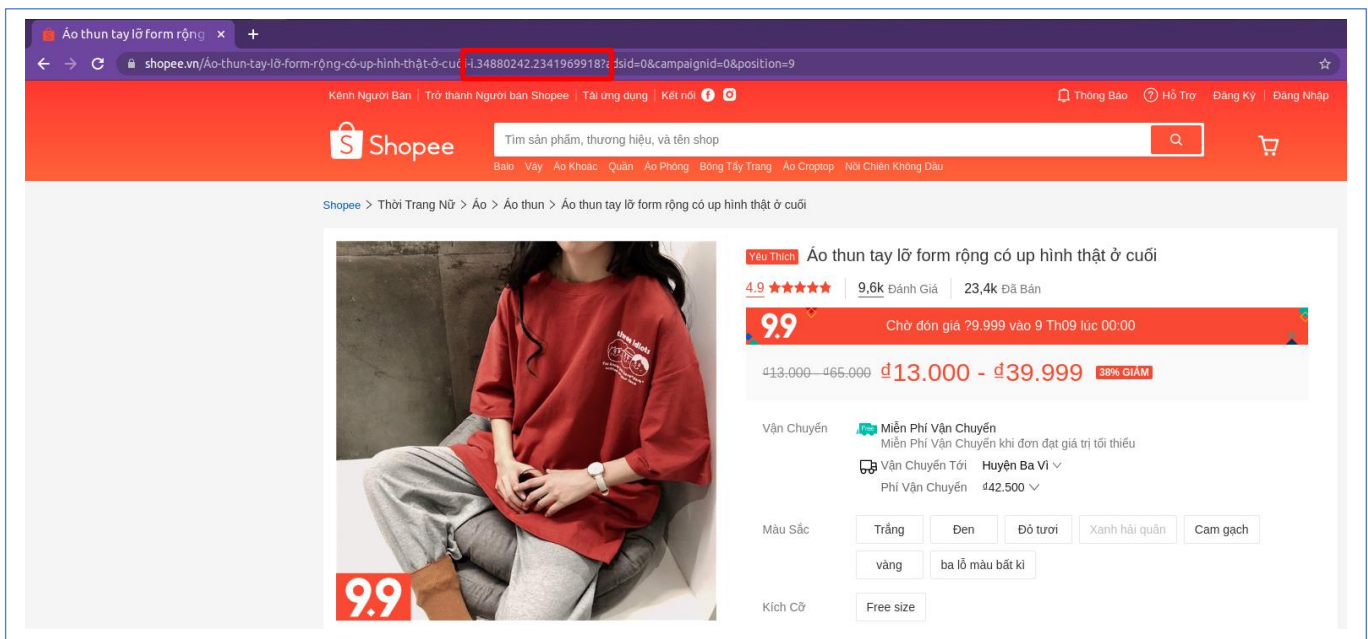 Áo thun tay lỡ form rộng
shopee.vn/Áo-thun-tay-lỡ-form-rộng-có-up-hình-thật-ở-cuối-i.34880242.2341969918?adsid=0&campaignid=0&position=9
Kênh Người Bán | Trở thành Người bán Shopee | Tải ứng dụng | Kết nối
Thông Báo Hỗ Trợ Đăng Ký | Đăng Nhập
Shopee
Tìm sản phẩm, thương hiệu, và tên shop
Balo Váy Áo Khoác Quần Áo Phông Bông Tẩy Trang Áo Croptop Nồi Chiên Không Dầu
Shopee > Thời Trang Nữ > Áo > Áo thun > Áo thun tay lỡ form rộng có up hình thật ở cuối
Yêu Thích Áo thun tay lỡ form rộng có up hình thật ở cuối
4.9 ★★★★★ 9,6k Đánh Giá 23,4k Đã Bán
9.9 Chờ đón giá ?9.999 vào 9 Th09 lúc 00:00
₫13.000 - ₫65.000 ₫13.000 - ₫39.999 38% GIẢM
Vận Chuyển Miễn Phí Vận Chuyển
Miễn Phí Vận Chuyển khi đơn đạt giá trị tối thiểu
Vận Chuyển Tới Huyện Ba Vì
Phí Vận Chuyển ₫42.500
Màu Sắc Trắng Đen Đỏ tươi Xanh hải quân Cam gạch
vàng ba lỗ màu bất kì
Kích Cỡ Free size
three idiots
9.9